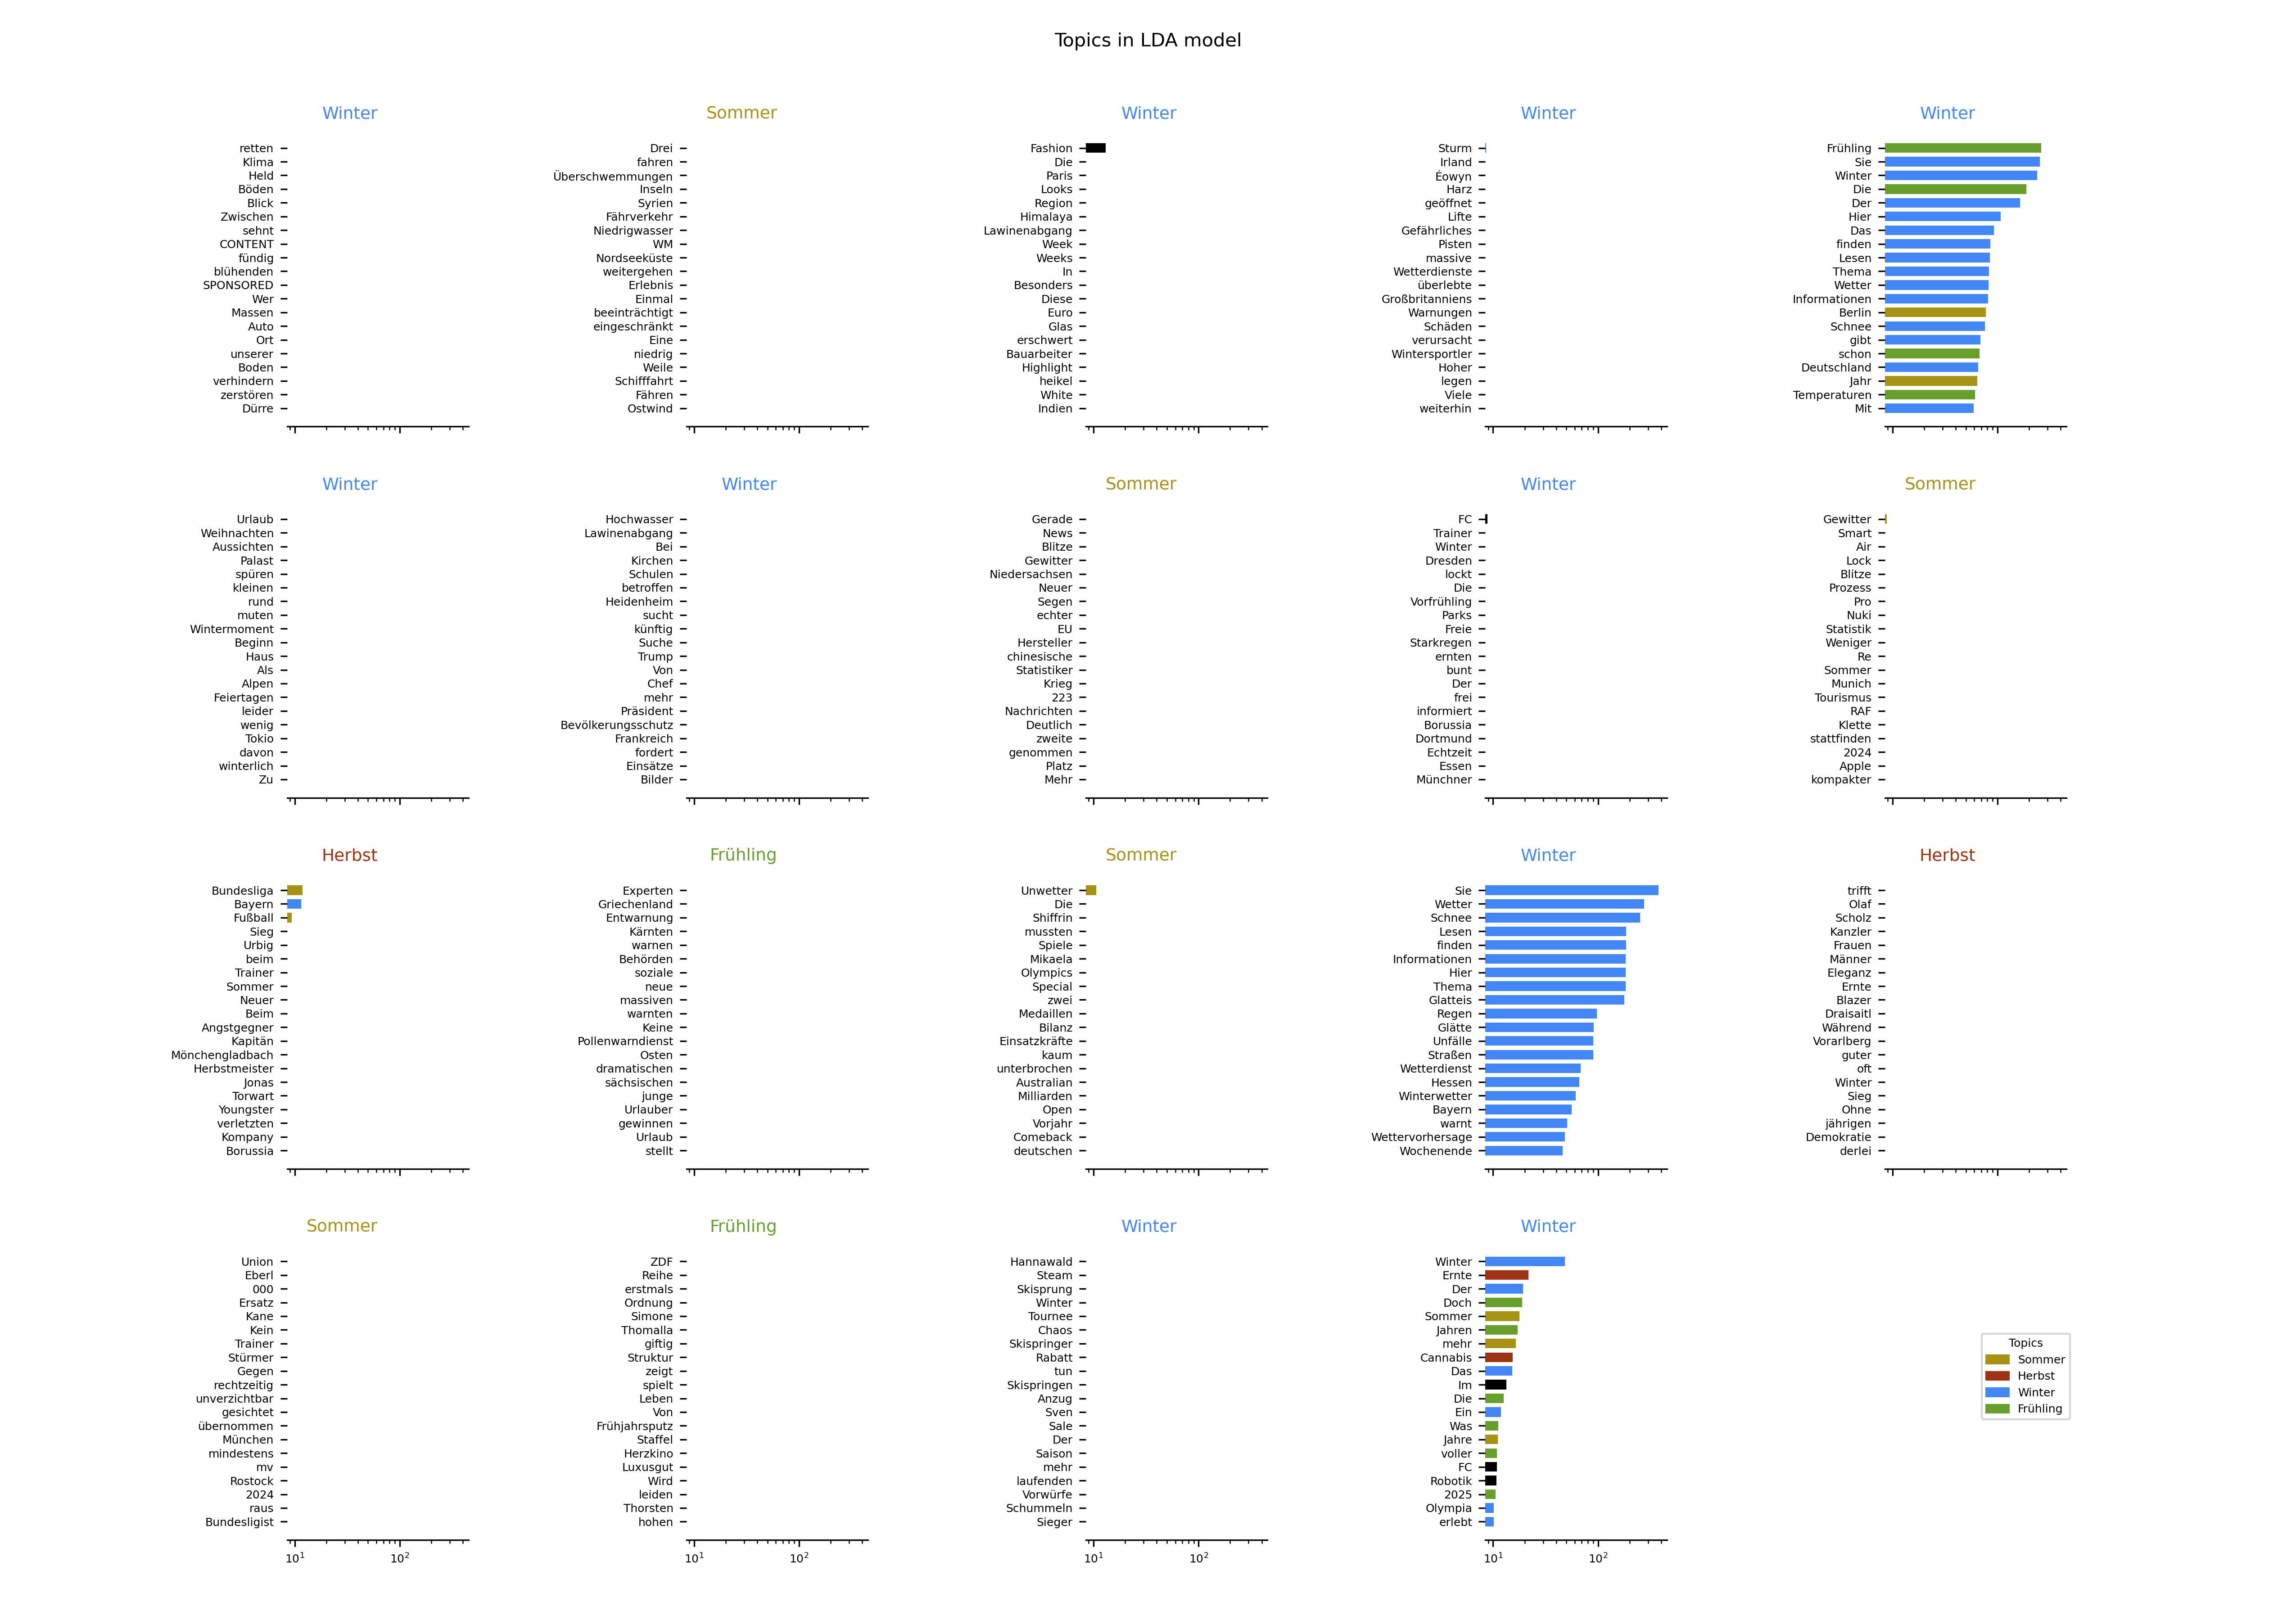 Topics in LDA model
Winter
retten
Klima
Held
Böden
Blick
Zwischen
sehnt
CONTENT
fündig
blühenden
SPONSORED
Wer
Massen
Auto
Ort
unserer
Boden
verhindern
zerstören
Dürre
Sommer
Drei
fahren
Überschwemmungen
Inseln
Syrien
Fährverkehr
Niedrigwasser
WM
Nordseeküste
weitergehen
Erlebnis
Einmal
beeinträchtigt
eingeschränkt
Eine
niedrig
Weile
Schifffahrt
Fähren
Ostwind
Winter
Fashion
Die
Paris
Looks
Region
Himalaya
Lawinenabgang
Week
Weeks
In
Besonders
Diese
Euro
Glas
erschwert
Bauarbeiter
Highlight
heikel
White
Indien
Winter
Sturm
Irland
Éowyn
Harz
geöffnet
Lifte
Gefährliches
Pisten
massive
Wetterdienste
überlebte
Großbritanniens
Warnungen
Schäden
verursacht
Wintersportler
Hoher
legen
Viele
weiterhin
Winter
Frühling
Sie
Winter
Die
Der
Hier
Das
finden
Lesen
Thema
Wetter
Informationen
Berlin
Schnee
gibt
schon
Deutschland
Jahr
Temperaturen
Mit
Winter
Urlaub
Weihnachten
Aussichten
Palast
spüren
kleinen
rund
muten
Wintermoment
Beginn
Haus
Als
Alpen
Feiertagen
leider
wenig
Tokio
davon
winterlich
Zu
Winter
Hochwasser
Lawinenabgang
Bei
Kirchen
Schulen
betroffen
Heidenheim
sucht
künftig
Suche
Trump
Von
Chef
mehr
Präsident
Bevölkerungsschutz
Frankreich
fordert
Einsätze
Bilder
Sommer
Gerade
News
Blitze
Gewitter
Niedersachsen
Neuer
Segen
echter
EU
Hersteller
chinesische
Statistiker
Krieg
223
Nachrichten
Deutlich
zweite
genommen
Platz
Mehr
Winter
FC
Trainer
Winter
Dresden
lockt
Die
Vorfrühling
Parks
Freie
Starkregen
ernten
bunt
Der
frei
informiert
Borussia
Dortmund
Echtzeit
Essen
Münchner
Sommer
Gewitter
Smart
Air
Lock
Blitze
Prozess
Pro
Nuki
Statistik
Weniger
Re
Sommer
Munich
Tourismus
RAF
Klette
stattfinden
2024
Apple
kompakter
Herbst
Bundesliga
Bayern
Fußball
Sieg
Urbig
beim
Trainer
Sommer
Neuer
Beim
Angstgegner
Kapitän
Mönchengladbach
Herbstmeister
Jonas
Torwart
Youngster
verletzten
Kompany
Borussia
Frühling
Experten
Griechenland
Entwarnung
Kärnten
warnen
Behörden
soziale
neue
massiven
warnten
Keine
Pollenwarndienst
Osten
dramatischen
sächsischen
junge
Urlauber
gewinnen
Urlaub
stellt
Sommer
Unwetter
Die
Shiffrin
mussten
Spiele
Mikaela
Olympics
Special
zwei
Medaillen
Bilanz
Einsatzkräfte
kaum
unterbrochen
Australian
Milliarden
Open
Vorjahr
Comeback
deutschen
Winter
Sie
Wetter
Schnee
Lesen
finden
Informationen
Hier
Thema
Glatteis
Regen
Glätte
Unfälle
Straßen
Wetterdienst
Hessen
Winterwetter
Bayern
warnt
Wettervorhersage
Wochenende
Herbst
trifft
Olaf
Scholz
Kanzler
Frauen
Männer
Eleganz
Ernte
Blazer
Draisaitl
Während
Vorarlberg
guter
oft
Winter
Sieg
Ohne
jährigen
Demokratie
derlei
Sommer
Union
Eberl
000
Ersatz
Kane
Kein
Trainer
Stürmer
Gegen
rechtzeitig
unverzichtbar
gesichtet
übernommen
München
mindestens
mv
Rostock
2024
raus
Bundesligist
10¹ 10²
Frühling
ZDF
Reihe
erstmals
Ordnung
Simone
Thomalla
giftig
Struktur
zeigt
spielt
Leben
Von
Frühjahrsputz
Staffel
Herzkino
Luxusgut
Wird
leiden
Thorsten
hohen
10¹ 10²
Winter
Hannawald
Steam
Skisprung
Winter
Tournee
Chaos
Skispringer
Rabatt
tun
Skispringen
Anzug
Sven
Sale
Der
Saison
mehr
laufenden
Vorwürfe
Schummeln
Sieger
10¹ 10²
Winter
Winter
Ernte
Der
Doch
Sommer
Jahren
mehr
Cannabis
Das
Im
Die
Ein
Was
Jahre
voller
FC
Robotik
2025
Olympia
erlebt
10¹ 10²
Topics
Sommer
Herbst
Winter
Frühling